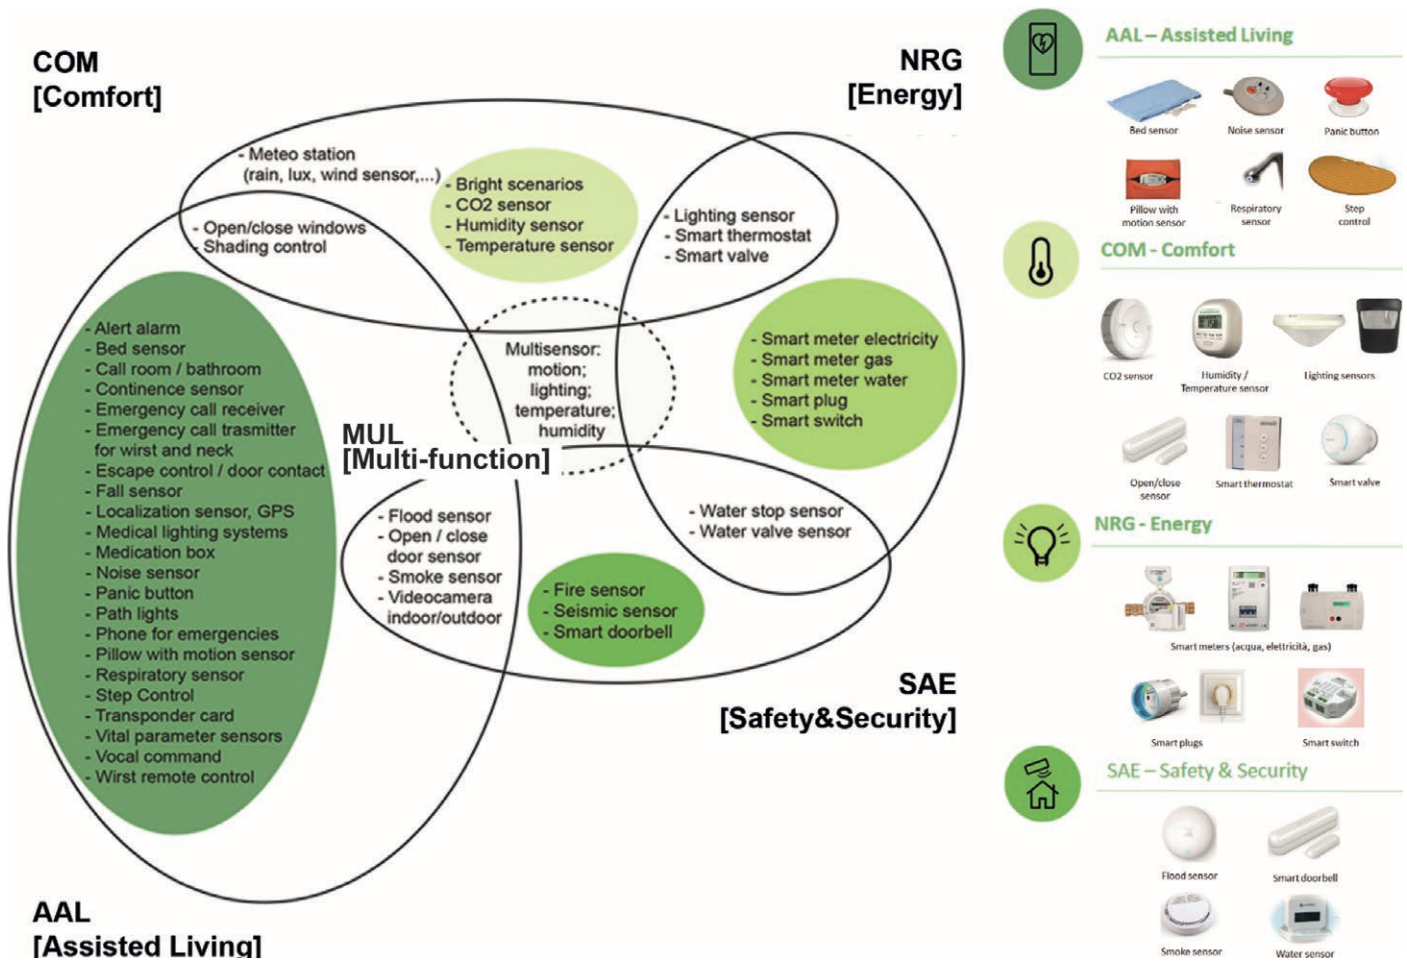 COM
[Comfort]
NRG
[Energy]
- Meteo station
(rain, lux, wind sensor,...)
- Bright scenarios
- CO2 sensor
- Humidity sensor
- Temperature sensor
- Open/close windows
- Shading control
- Lighting sensor
- Smart thermostat
- Smart valve
- Alert alarm
- Bed sensor
- Call room / bathroom
- Continence sensor
- Emergency call receiver
- Emergency call trasmitter
for wirst and neck
- Escape control / door contact
- Fall sensor
- Localization sensor, GPS
- Medical lighting systems
- Medication box
- Noise sensor
- Panic button
- Path lights
- Phone for emergencies
- Pillow with motion sensor
- Respiratory sensor
- Step Control
- Transponder card
- Vital parameter sensors
- Vocal command
- Wirst remote control
Multisensor:
motion;
lighting;
temperature;
humidity
MUL
[Multi-function]
- Smart meter electricity
- Smart meter gas
- Smart meter water
- Smart plug
- Smart switch
- Flood sensor
- Open / close
door sensor
- Smoke sensor
- Videocamera
indoor/outdoor
- Water stop sensor
- Water valve sensor
- Fire sensor
- Seismic sensor
- Smart doorbell
SAE
[Safety&Security]
AAL
[Assisted Living]
AAL – Assisted Living
Bed sensor
Noise sensor
Panic button
Pillow with
motion sensor
Respiratory
sensor
Step
control
COM - Comfort
CO2 sensor
Humidity /
Temperature sensor
Lighting sensors
Open/close
sensor
Smart thermostat
Smart valve
NRG - Energy
Smart meters (acqua, elettricità, gas)
Smart plugs
Smart switch
SAE – Safety & Security
Flood sensor
Smart doorbell
Smoke sensor
Water sensor